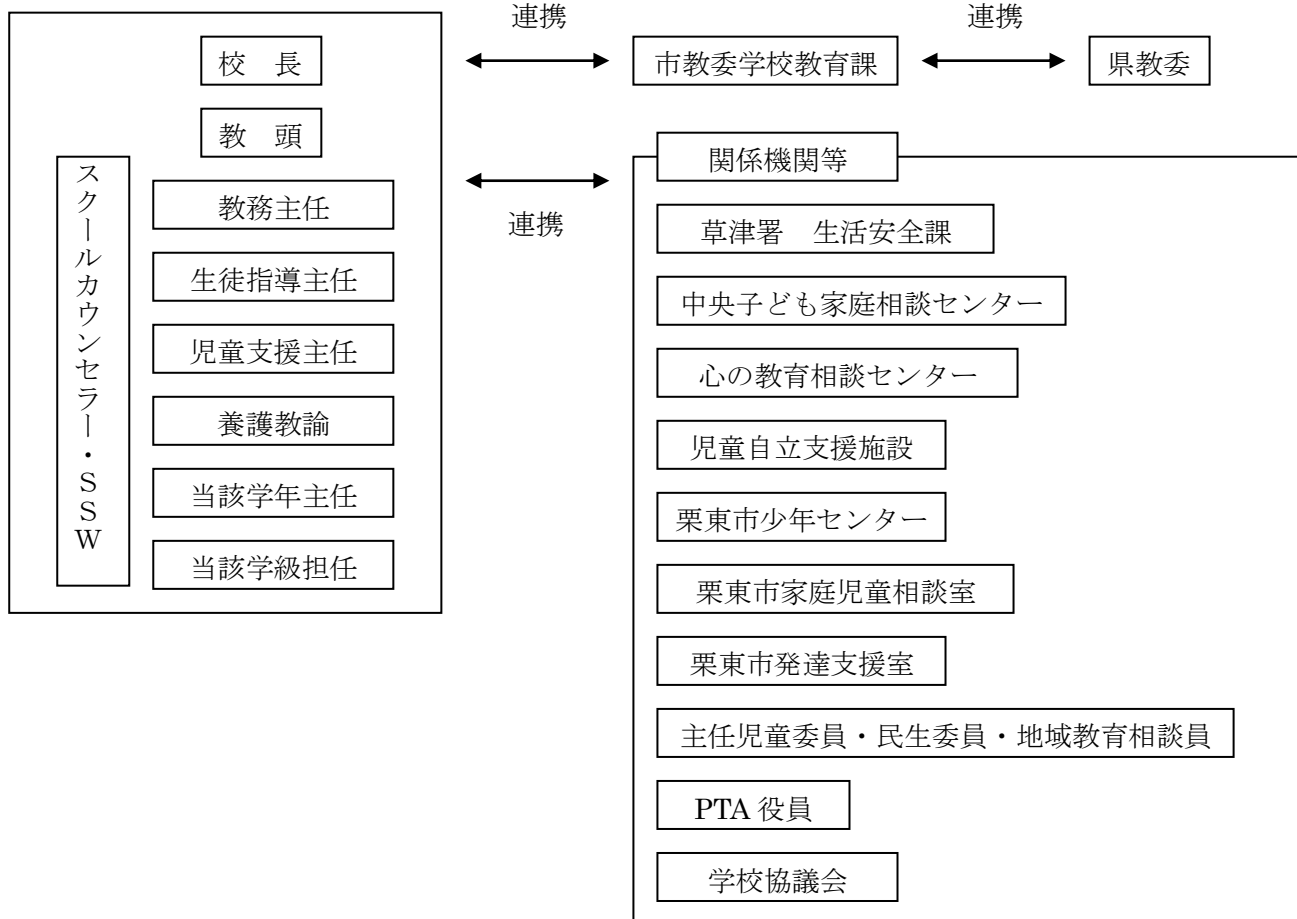 連携
連携
校　長
市教委学校教育課
県教委
教　頭
関係機関等
スクールカウンセラー・ＳＳＷ
教務主任
連携
草津署　生活安全課
生徒指導主任
中央子ども家庭相談センター
児童支援主任
心の教育相談センター
養護教諭
児童自立支援施設
当該学年主任
栗東市少年センター
当該学級担任
栗東市家庭児童相談室
栗東市発達支援室
主任児童委員・民生委員・地域教育相談員
PTA 役員
学校協議会